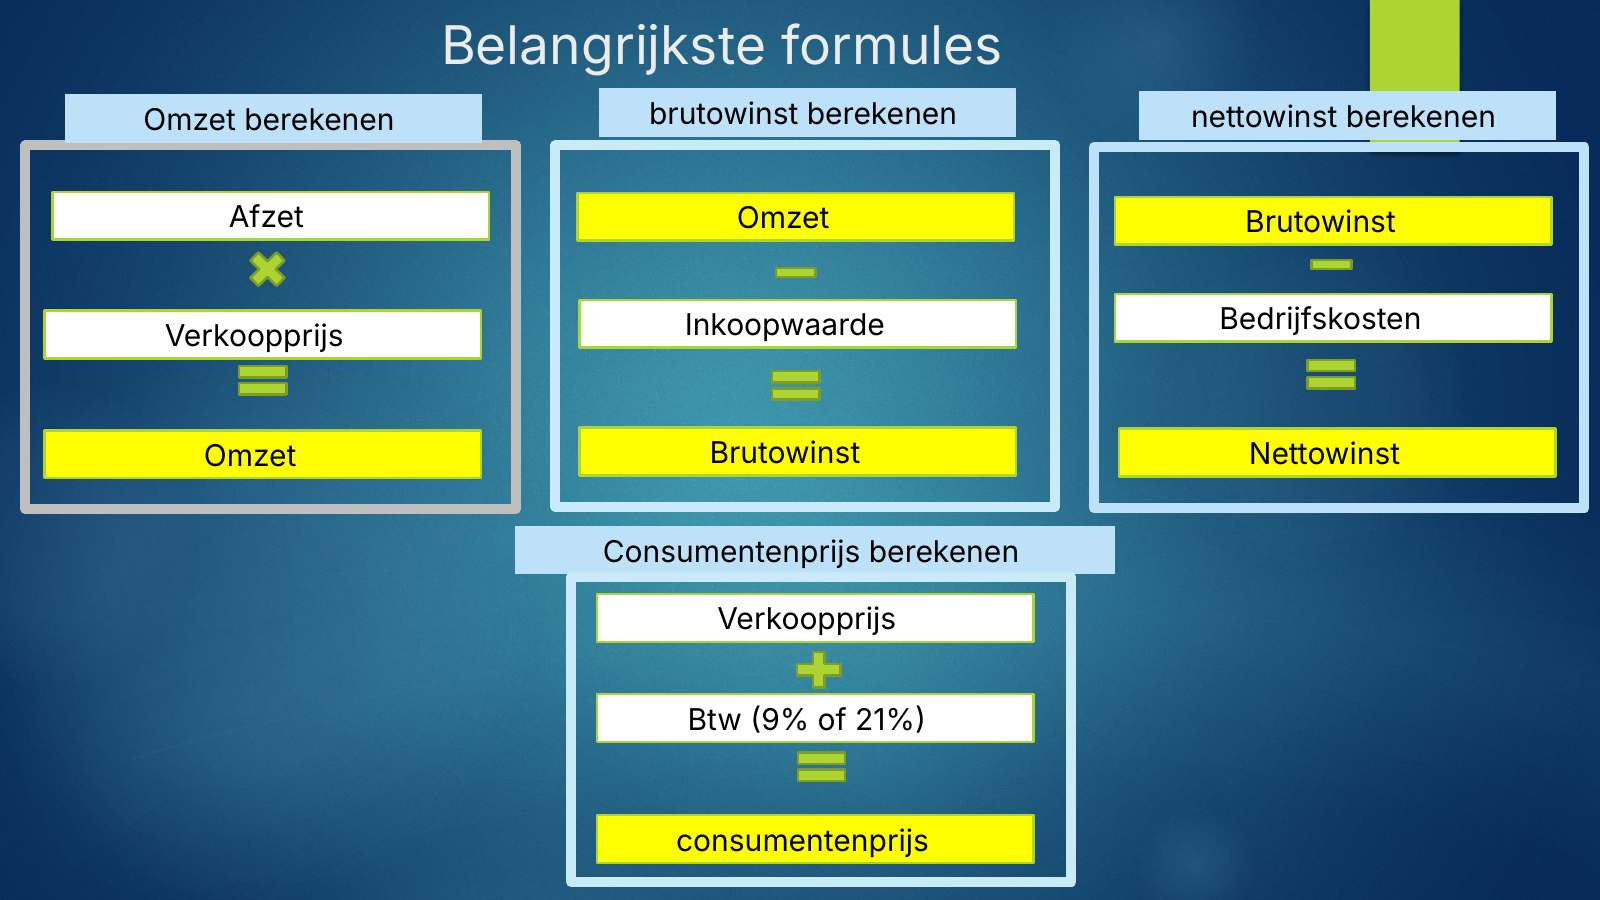 Belangrijkste formules
Omzet berekenen
Afzet
Verkoopprijs
Omzet
brutowinst berekenen
Omzet
Inkoopwaarde
Brutowinst
nettowinst berekenen
Brutowinst
Bedrijfskosten
Nettowinst
Consumentenprijs berekenen
Verkoopprijs
Btw (9% of 21%)
consumentenprijs